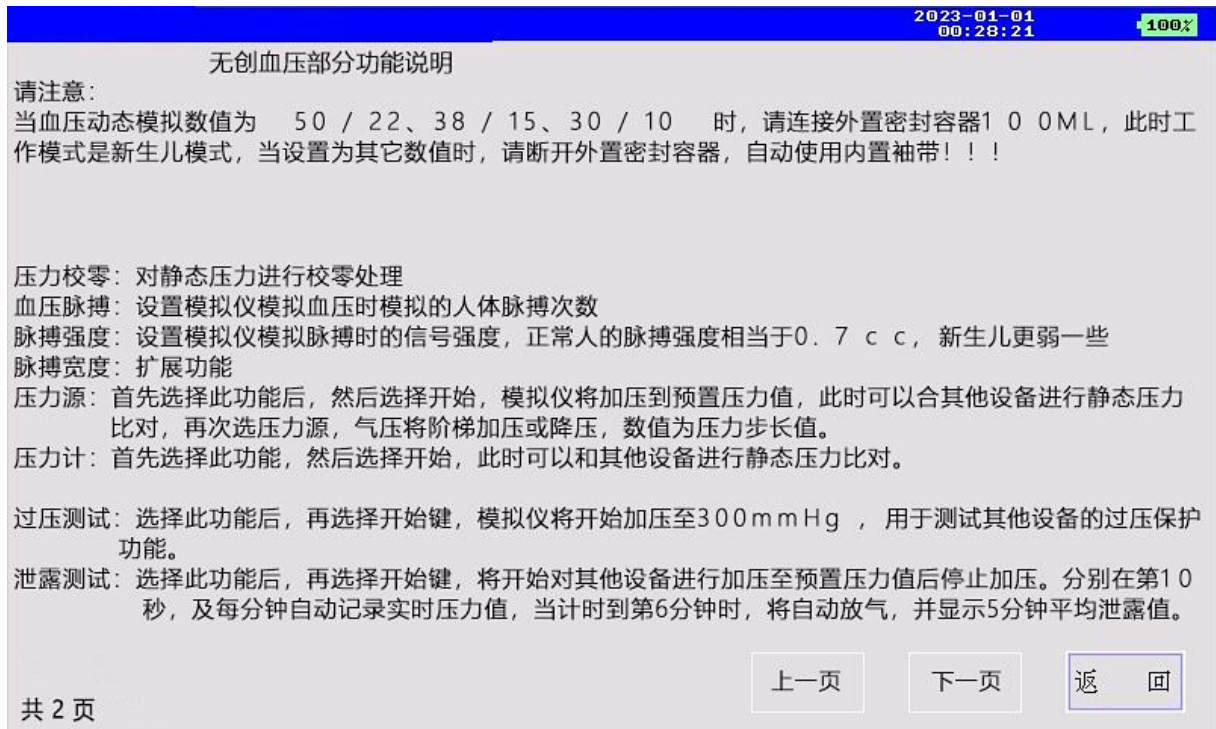 2023-01-01
00:28:21
100%
无创血压部分功能说明
请注意：
当血压动态模拟数值为 50 / 22、38 / 15、30 / 10 时，请连接外置密封容器100ML，此时工
作模式是新生儿模式，当设置为其它数值时，请断开外置密封容器，自动使用内置袖带！！！
压力校零：对静态压力进行校零处理
血压脉搏：设置模拟仪模拟血压时模拟的人体脉搏次数
脉搏强度：设置模拟仪模拟脉搏时的信号强度，正常人的脉搏强度相当于0.7cc，新生儿更弱一些
脉搏宽度：扩展功能
压力源：首先选择此功能后，然后选择开始，模拟仪将加压到预置压力值，此时可以合其他设备进行静态压力
比对，再次选压力源，气压将阶梯加压或降压，数值为压力步长值。
压力计：首先选择此功能，然后选择开始，此时可以和其他设备进行静态压力比对。
过压测试：选择此功能后，再选择开始键，模拟仪将开始加压至300mmHg ，用于测试其他设备的过压保护
功能。
泄露测试：选择此功能后，再选择开始键，将开始对其他设备进行加压至预置压力值后停止加压。分别在第10
秒，及每分钟自动记录实时压力值，当计时到第6分钟时，将自动放气，并显示5分钟平均泄露值。
上一页 下一页 返 回
共2页